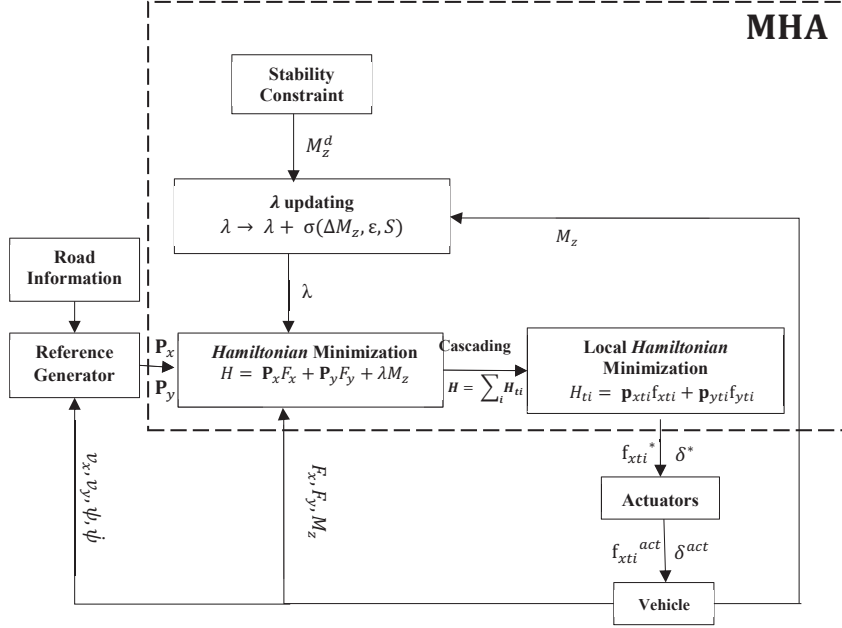 MHA
Stability
Constraint
M_z^d
λ updating
λ → λ + σ(ΔM_z, ε, S)
M_z
Road
Information
λ
Reference
Generator
P_x
P_y
Hamiltonian Minimization
H = P_xF_x + P_yF_y + λM_z
Cascading
H = ∑_i H_ti
Local Hamiltonian
Minimization
H_ti = p_xti f_xti + p_yti f_yti
v_x, v_y, ψ, ψ̇
F_x, F_y, M_z
f_xti^* δ^*
Actuators
f_xti^act δ^act
Vehicle